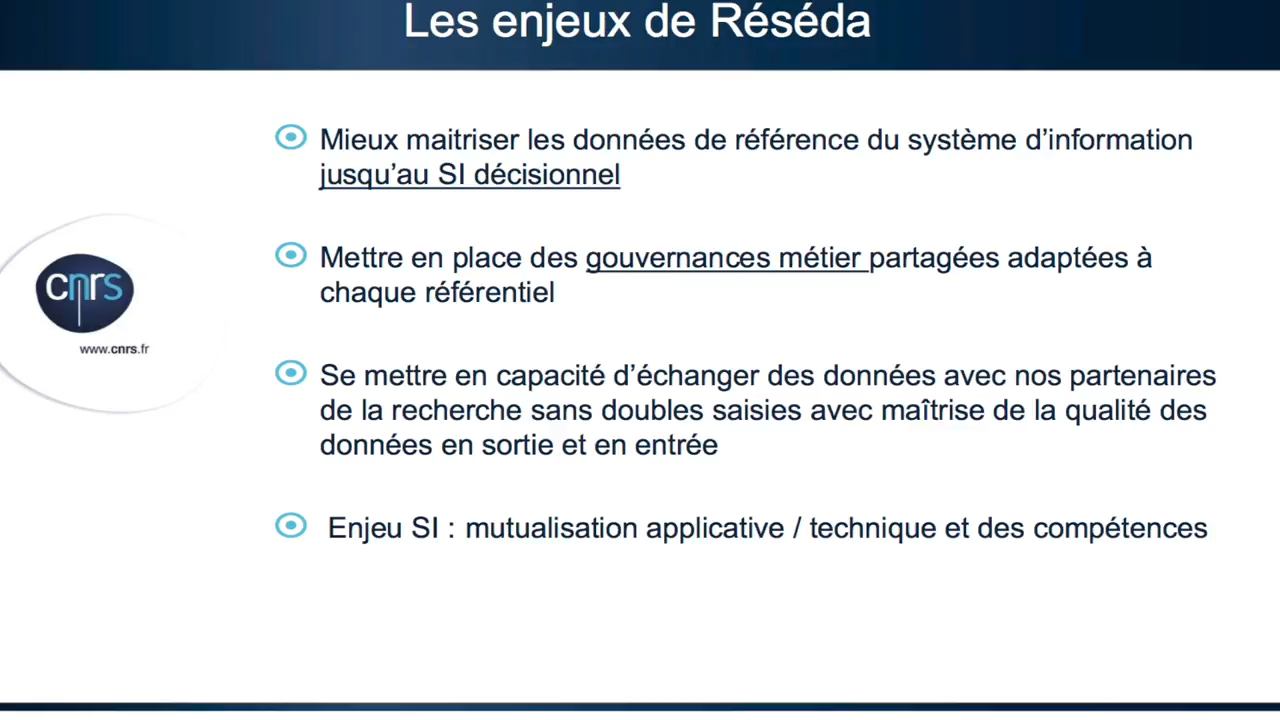 Les enjeux de Réséda
Mieux maitriser les données de référence du système d’information
jusqu’au SI décisionnel
Mettre en place des gouvernances métier partagées adaptées à
chaque référentiel
cnrs
www.cnrs.fr
Se mettre en capacité d’échanger des données avec nos partenaires
de la recherche sans doubles saisies avec maîtrise de la qualité des
données en sortie et en entrée
Enjeu SI : mutualisation applicative / technique et des compétences